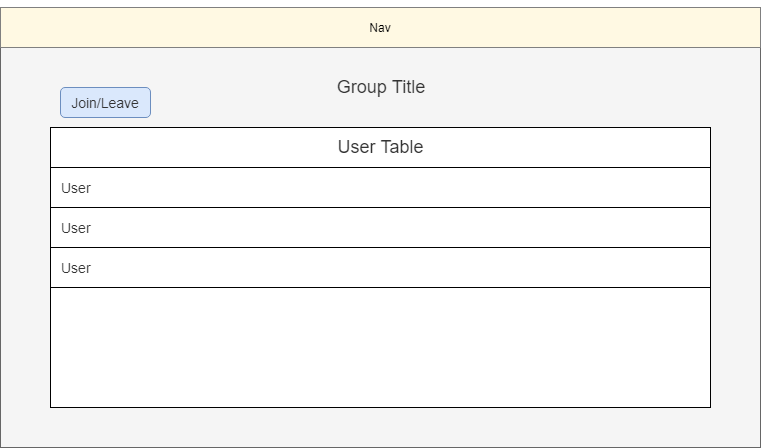 Nav
Group Title
Join/Leave
User Table
User
User
User